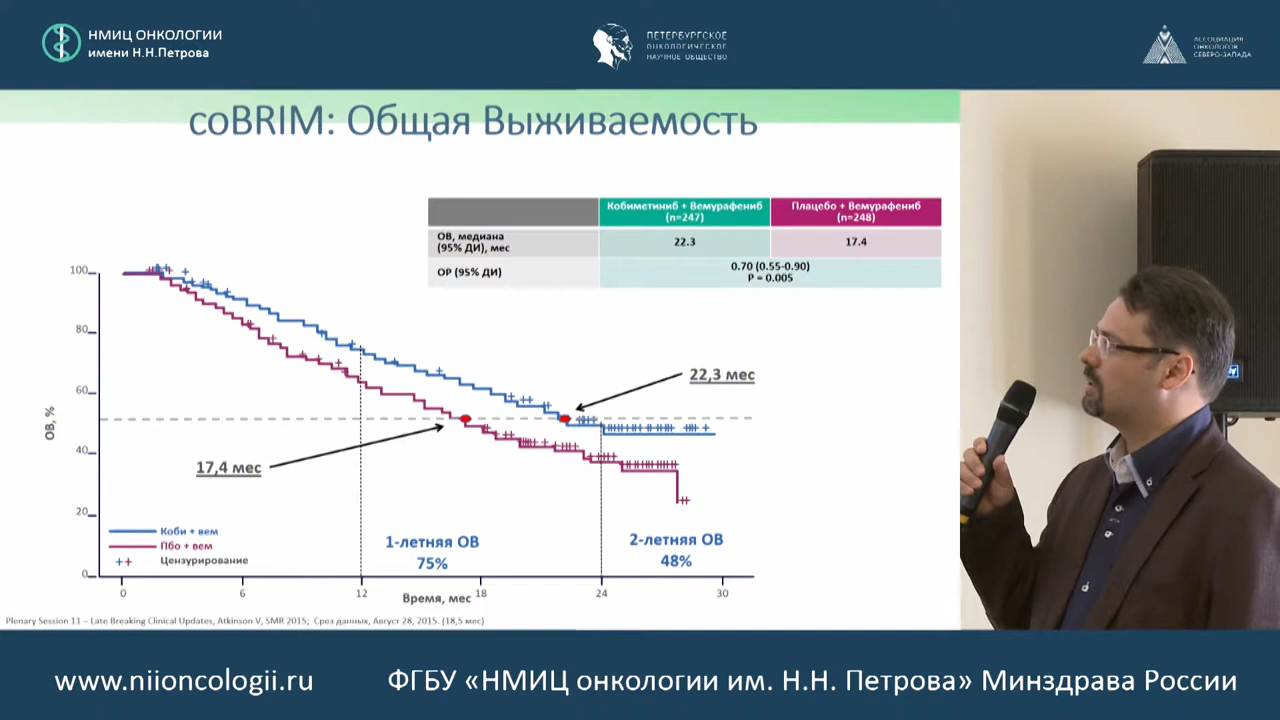 НМИЦ ОНКОЛОГИИ
имени Н.Н.Петрова
ПЕТЕРБУРГСКОЕ
ОНКОЛОГИЧЕСКОЕ
НАУЧНОЕ ОБЩЕСТВО
АССОЦИАЦИЯ
ОНКОЛОГОВ
СЕВЕРО-ЗАПАДА
coBRIM: Общая Выживаемость
Кобиметиниб + Вемурафениб
(n=247)
Плацебо + Вемурафениб
(n=248)
ОВ, медиана
(95% ДИ), мес
22.3
17.4
ОР (95% ДИ)
0.70 (0.55-0.90)
P = 0.005
100
80
60
40
20
0
ОВ, %
22,3 мес
17,4 мес
Коби + вем
Пбо + вем
Цензурирование
1-летняя ОВ
75%
2-летняя ОВ
48%
0
6
12
18
24
30
Время, мес
Plenary Session 11 – Late Breaking Clinical Updates, Atkinson V, SMR 2015; Срез данных, Август 28, 2015. (18,5 мес)
www.niioncologii.ru
ФГБУ «НМИЦ онкологии им. Н.Н. Петрова» Минздрава России